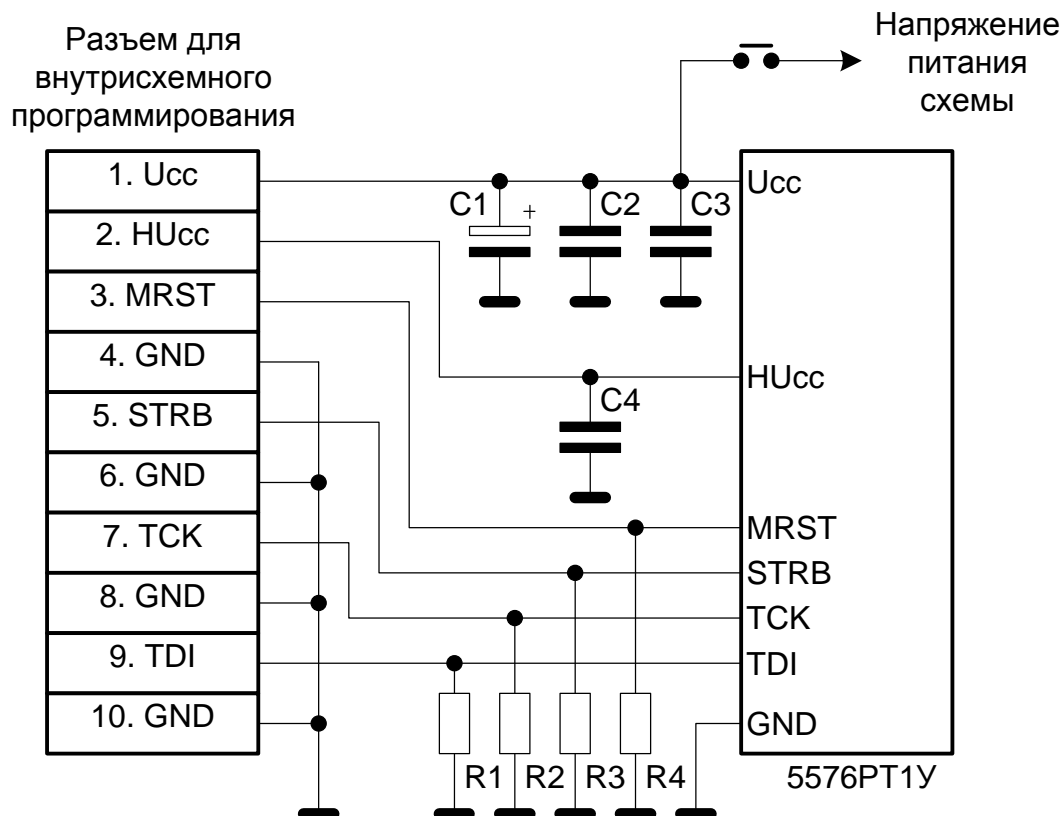 Разъем для
внутрисхемного
программирования
Напряжение
питания
схемы
1. Ucc
2. HUcc
3. MRST
4. GND
5. STRB
6. GND
7. TCK
8. GND
9. TDI
10. GND
C1
+
C2
C3
C4
R1
R2
R3
R4
Ucc
HUcc
MRST
STRB
TCK
TDI
GND
5576РТ1У